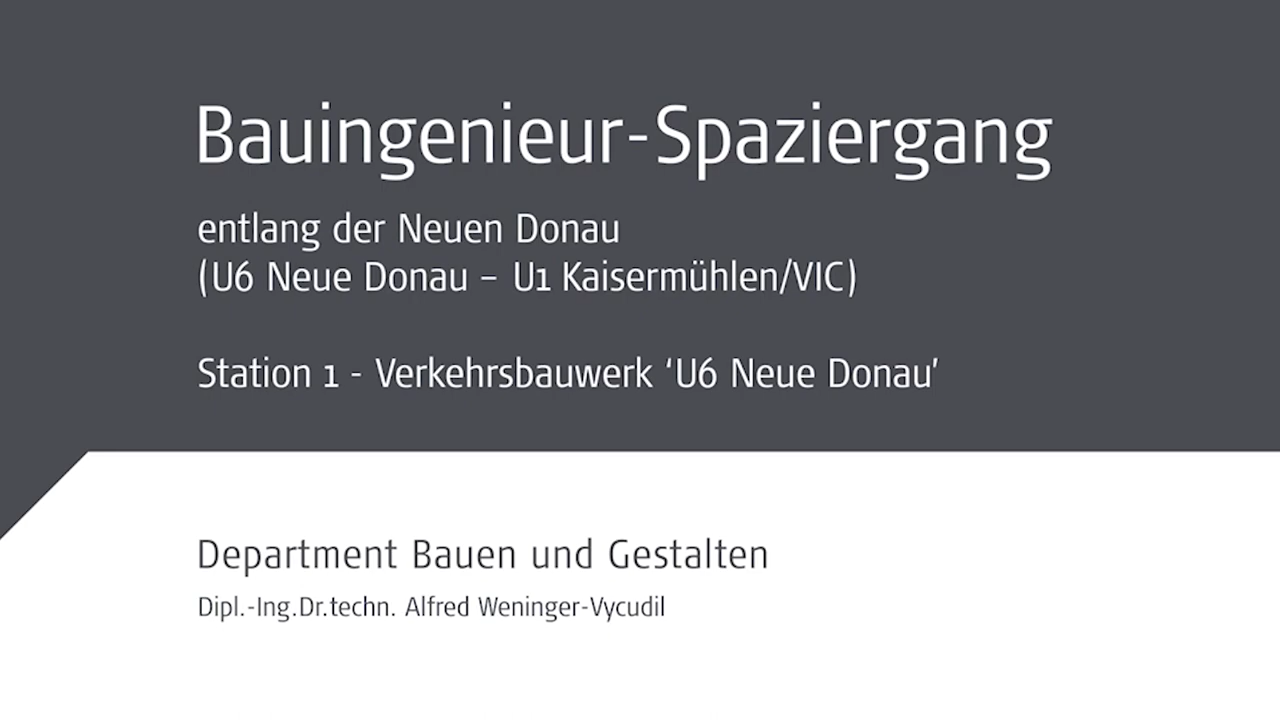 Bauingenieur-Spaziergang
entlang der Neuen Donau
(U6 Neue Donau – U1 Kaisermühlen/VIC)
Station 1 - Verkehrsbauwerk ‘U6 Neue Donau’
Department Bauen und Gestalten
Dipl.-Ing.Dr.techn. Alfred Weninger-Vycudil